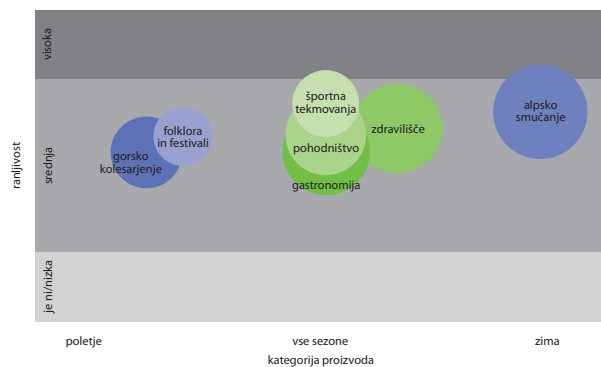 visoka
srednja
je ni/nizka
ranljivost
športna
tekmovanja
folklora
in festivali
gorsko
kolesarjenje
pohodništvo
gastronomija
zdravilišče
alpsko
smučanje
poletje
vse sezone
zima
kategorija proizvoda